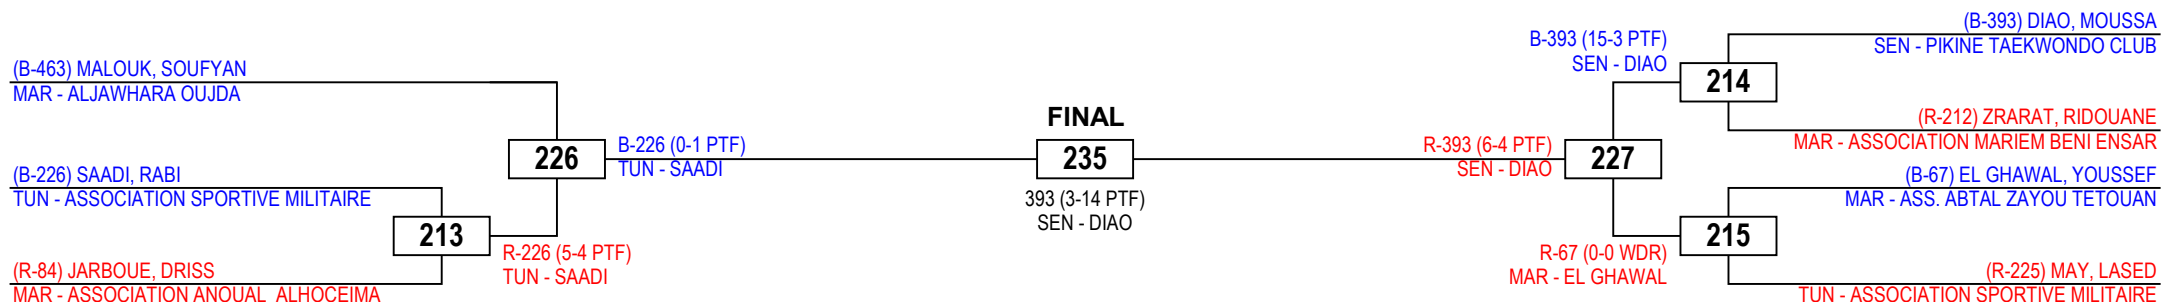 (B-463) MALOUK, SOUFYAN
MAR - ALJAWHARA OUJDA
(B-226) SAADI, RABI
TUN - ASSOCIATION SPORTIVE MILITAIRE
(R-84) JARBOUE, DRISS
MAR - ASSOCIATION ANOUAL ALHOCEIMA
213
R-226 (5-4 PTF)
TUN - SAADI
226
B-226 (0-1 PTF)
TUN - SAADI
FINAL
235
393 (3-14 PTF)
SEN - DIAO
R-393 (6-4 PTF)
SEN - DIAO
227
B-393 (15-3 PTF)
SEN - DIAO
214
R-67 (0-0 WDR)
MAR - EL GHAWAL
215
(B-393) DIAO, MOUSSA
SEN - PIKINE TAEKWONDO CLUB
(R-212) ZRARAT, RIDOUANE
MAR - ASSOCIATION MARIEM BENI ENSAR
(B-67) EL GHAWAL, YOUSSEF
MAR - ASS. ABTAL ZAYOU TETOUAN
(R-225) MAY, LASED
TUN - ASSOCIATION SPORTIVE MILITAIRE